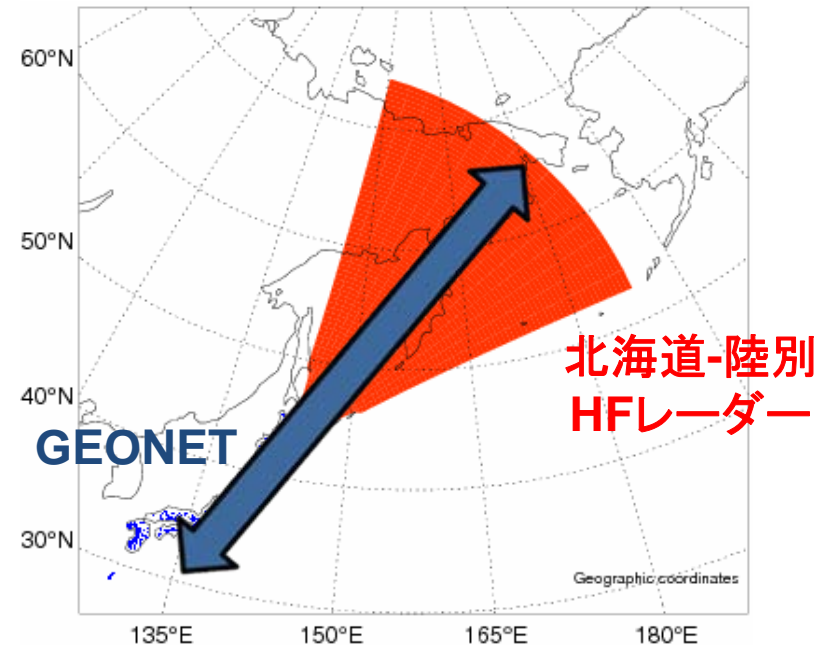 60°N
50°N
40°N
30°N
GEONET
北海道-陸別
HFレーダー
Geographic coordinates
135°E
150°E
165°E
180°E